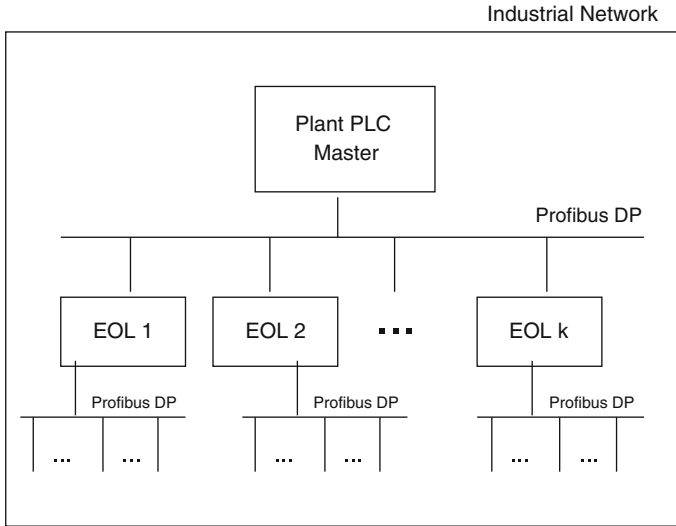 Industrial Network
Plant PLC
Master
Profibus DP
EOL 1
EOL 2
...
EOL k
Profibus DP
Profibus DP
Profibus DP
...
...
...
...
...
...